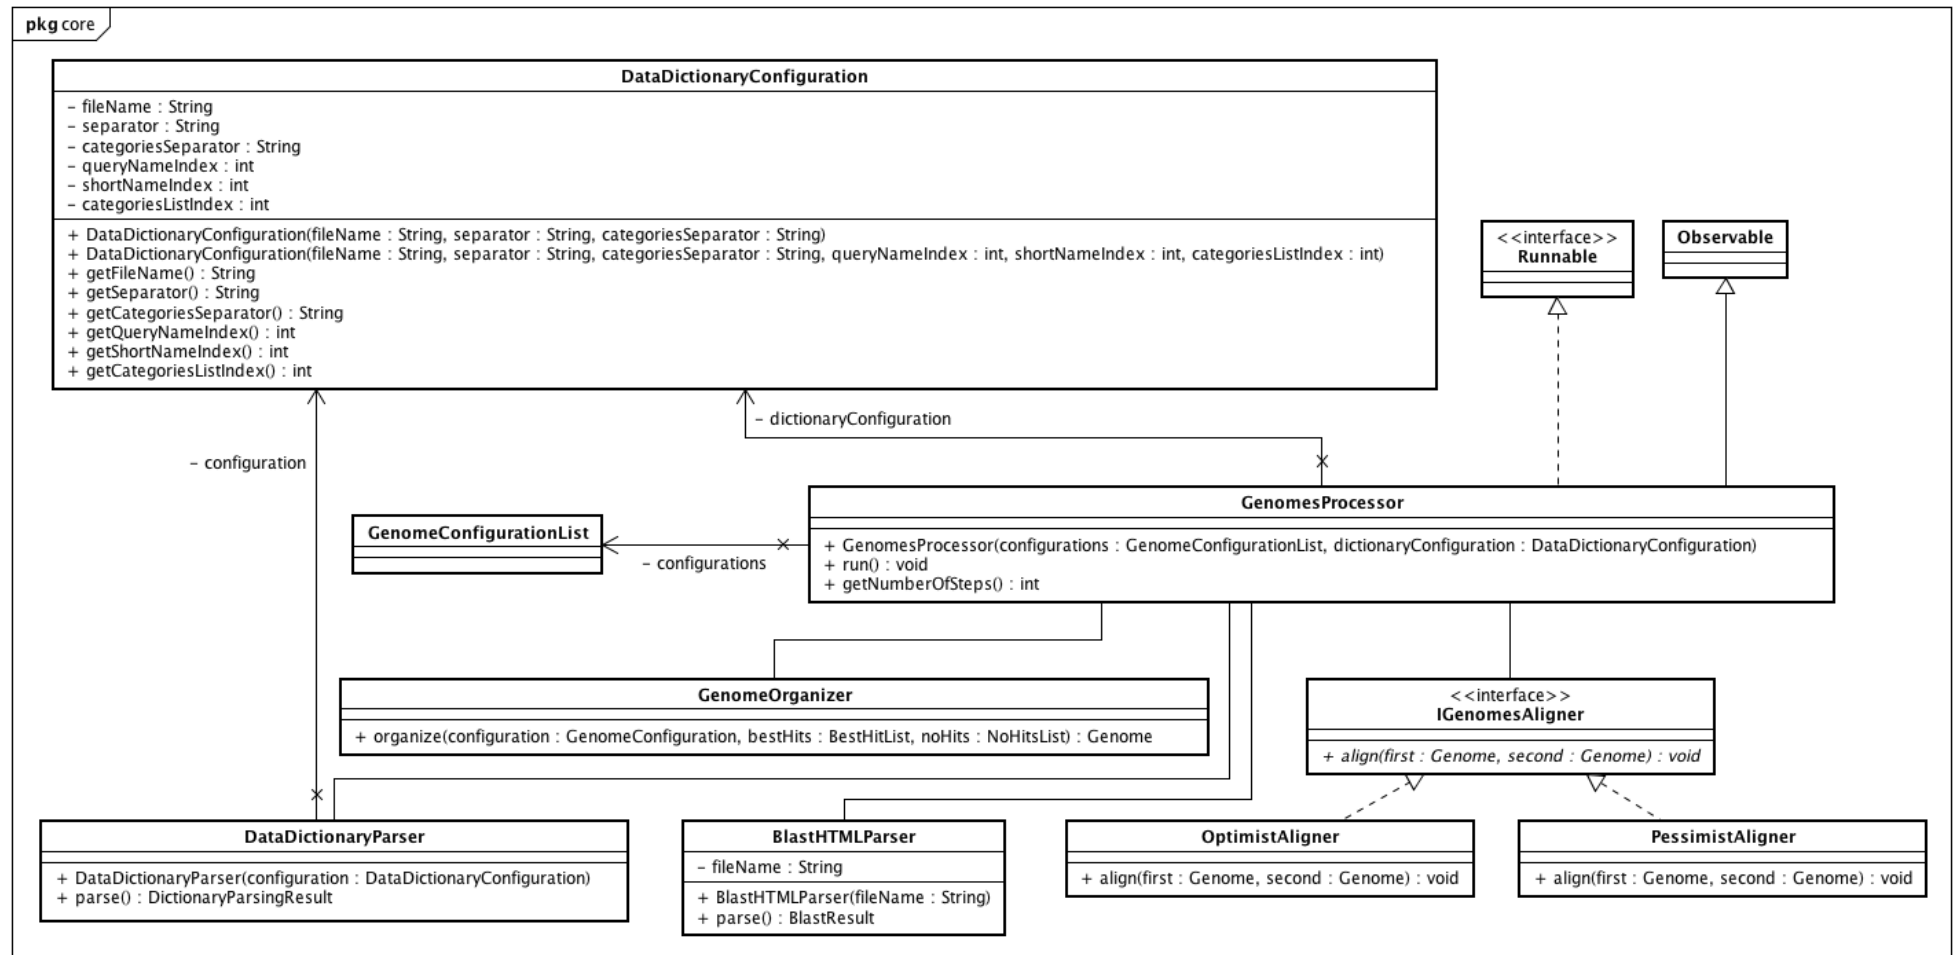 pkg core
DataDictionaryConfiguration
- fileName : String
- separator : String
- categoriesSeparator : String
- queryNameIndex : int
- shortNameIndex : int
- categoriesListIndex : int
+ DataDictionaryConfiguration(fileName : String, separator : String, categoriesSeparator : String)
+ DataDictionaryConfiguration(fileName : String, separator : String, categoriesSeparator : String, queryNameIndex : int, shortNameIndex : int, categoriesListIndex : int)
+ getFileName() : String
+ getSeparator() : String
+ getCategoriesSeparator() : String
+ getQueryNameIndex() : int
+ getShortNameIndex() : int
+ getCategoriesListIndex() : int
<<interface>>
Runnable
Observable
- dictionaryConfiguration
- configuration
GenomeConfigurationList
- configurations
GenomesProcessor
+ GenomesProcessor(configurations : GenomeConfigurationList, dictionaryConfiguration : DataDictionaryConfiguration)
+ run() : void
+ getNumberOfSteps() : int
GenomeOrganizer
+ organize(configuration : GenomeConfiguration, bestHits : BestHitList, noHits : NoHitsList) : Genome
<<interface>>
IGenomesAligner
+ align(first : Genome, second : Genome) : void
DataDictionaryParser
+ DataDictionaryParser(configuration : DataDictionaryConfiguration)
+ parse() : DictionaryParsingResult
BlastHTMLParser
- fileName : String
+ BlastHTMLParser(fileName : String)
+ parse() : BlastResult
OptimistAligner
+ align(first : Genome, second : Genome) : void
PessimistAligner
+ align(first : Genome, second : Genome) : void